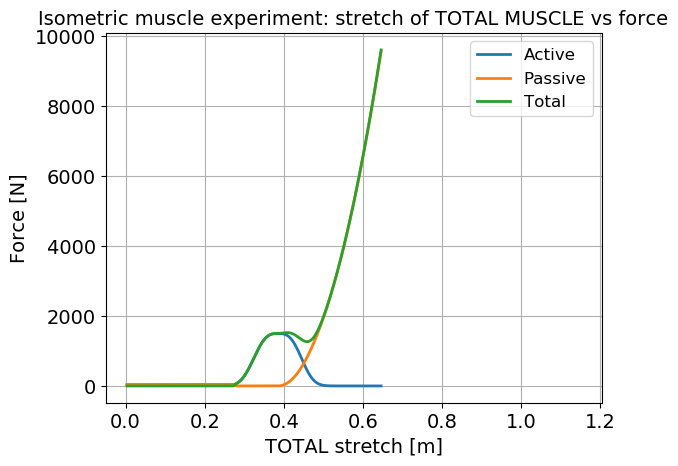 Isometric muscle experiment: stretch of TOTAL MUSCLE vs force
10000
8000
6000
4000
2000
0
Force [N]
Active
Passive
Total
0.0 0.2 0.4 0.6 0.8 1.0 1.2
TOTAL stretch [m]